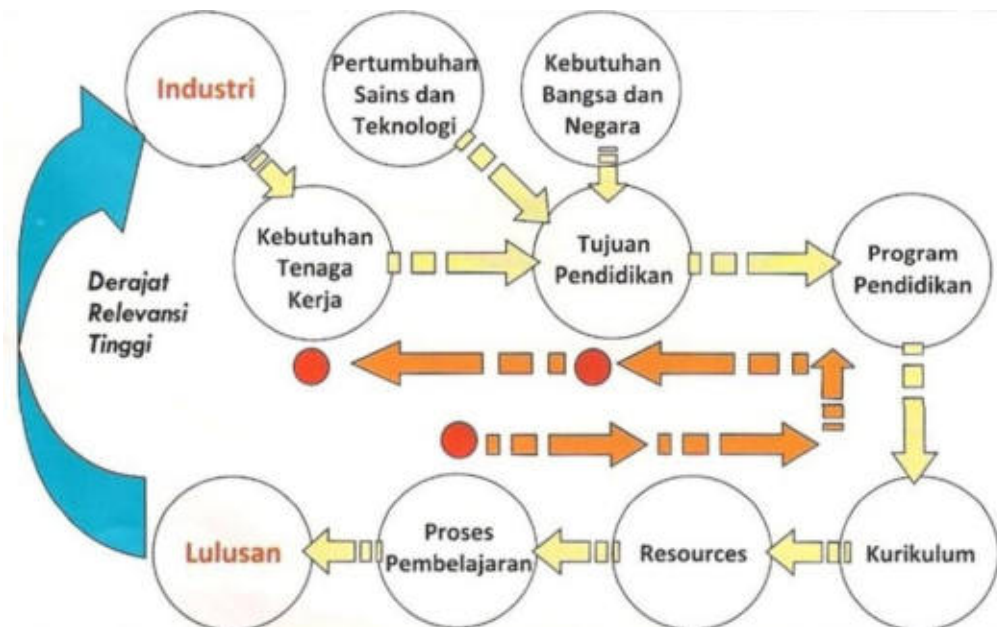 Industri
Pertumbuhan
Sains dan
Teknologi
Kebutuhan
Bangsa dan
Negara
Kebutuhan
Tenaga
Kerja
Tujuan
Pendidikan
Program
Pendidikan
Derajat
Relevansi
Tinggi
Lulusan
Proses
Pembelajaran
Resources
Kurikulum